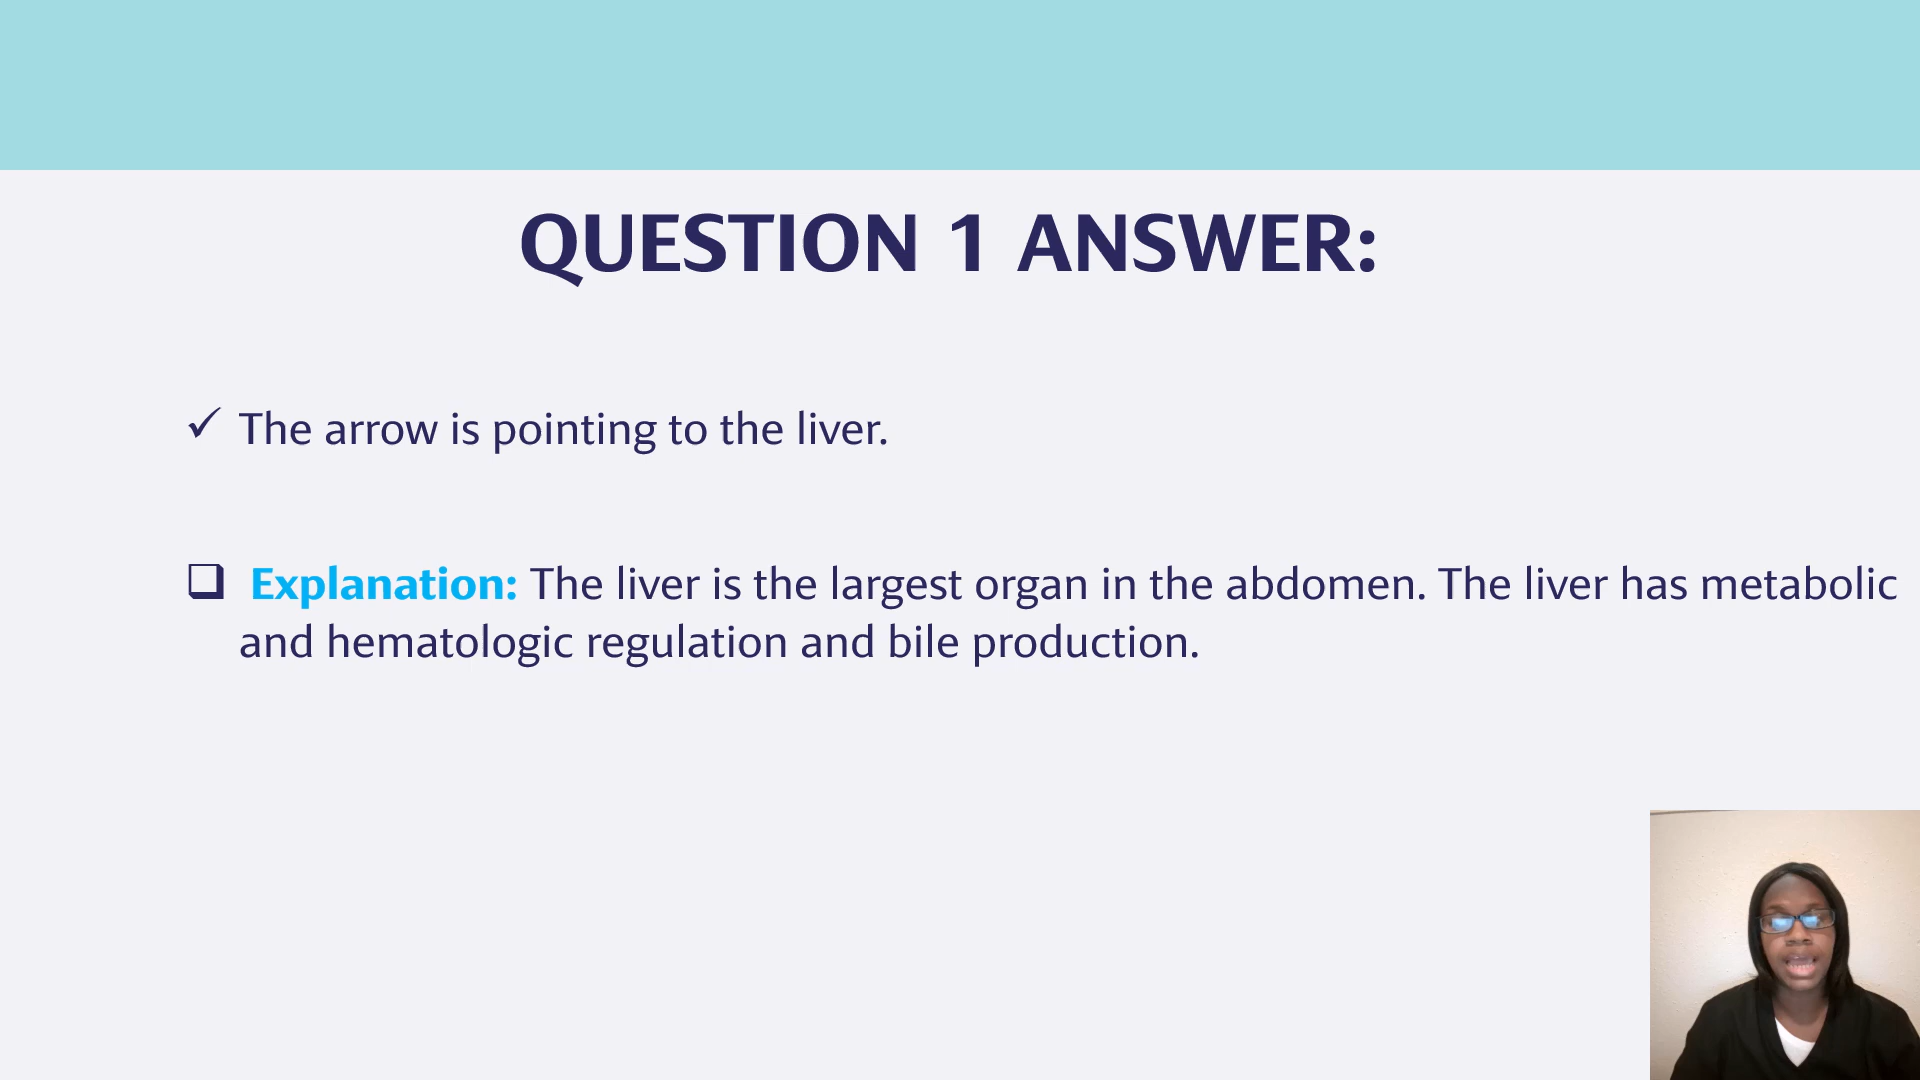 QUESTION 1 ANSWER:
The arrow is pointing to the liver.
Explanation: The liver is the largest organ in the abdomen. The liver has metabolic
and hematologic regulation and bile production.